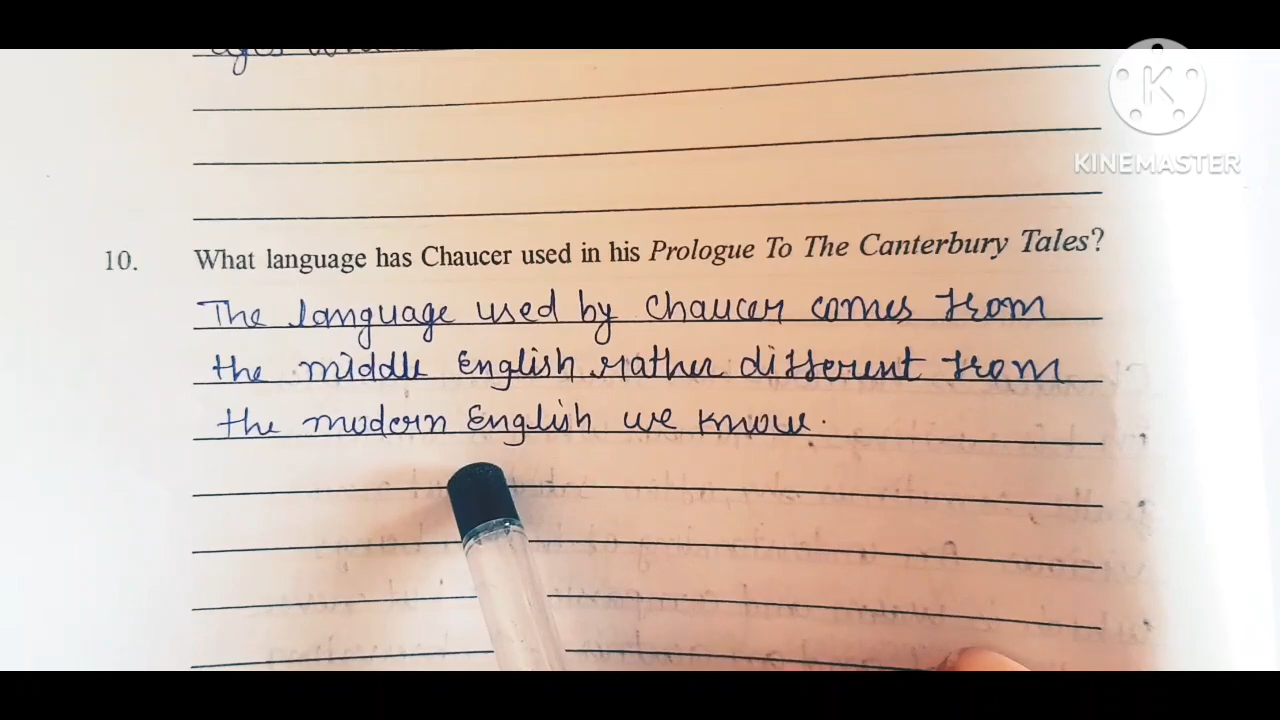 KINEMASTER
10. What language has Chaucer used in his Prologue To The Canterbury Tales?
The language used by Chaucer comes from
the middle English rather different from
the modern English we know.